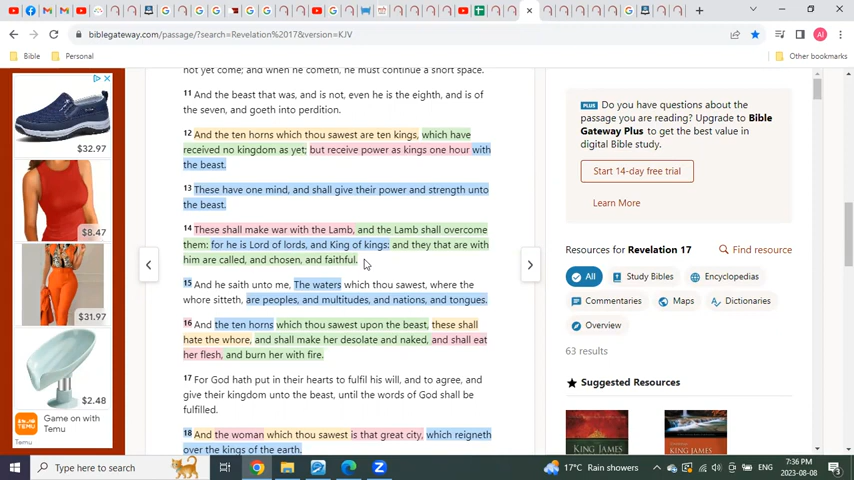 biblegateway.com/passage/?search=Revelation%2017&version=KJV
AI
Bible
Personal
Other bookmarks
$32.97
$8.47
$31.97
$2.48
Game on with
Temu
Temu
not yet come; and when he cometh, he must continue a short space.
11 And the beast that was, and is not, even he is the eighth, and is of
the seven, and goeth into perdition.
12 And the ten horns which thou sawest are ten kings, which have
received no kingdom as yet; but receive power as kings one hour with
the beast.
13 These have one mind, and shall give their power and strength unto
the beast.
14 These shall make war with the Lamb, and the Lamb shall overcome
them: for he is Lord of lords, and King of kings: and they that are with
him are called, and chosen, and faithful.
15 And he saith unto me, The waters which thou sawest, where the
whore sitteth, are peoples, and multitudes, and nations, and tongues.
16 And the ten horns which thou sawest upon the beast, these shall
hate the whore, and shall make her desolate and naked, and shall eat
her flesh, and burn her with fire.
17 For God hath put in their hearts to fulfil his will, and to agree, and
give their kingdom unto the beast, until the words of God shall be
fulfilled.
18 And the woman which thou sawest is that great city, which reigneth
over the kings of the earth.
PLUS Do you have questions about the
passage you are reading? Upgrade to Bible
Gateway Plus to get the best value in
digital Bible study.
Start 14-day free trial
Learn More
Resources for Revelation 17
Find resource
All
Study Bibles
Encyclopedias
Commentaries
Maps
Dictionaries
Overview
63 results
Suggested Resources
KING JAMES
KING JAMES
Type here to search
17°C Rain showers
ENG
7:36 PM
2023-08-08